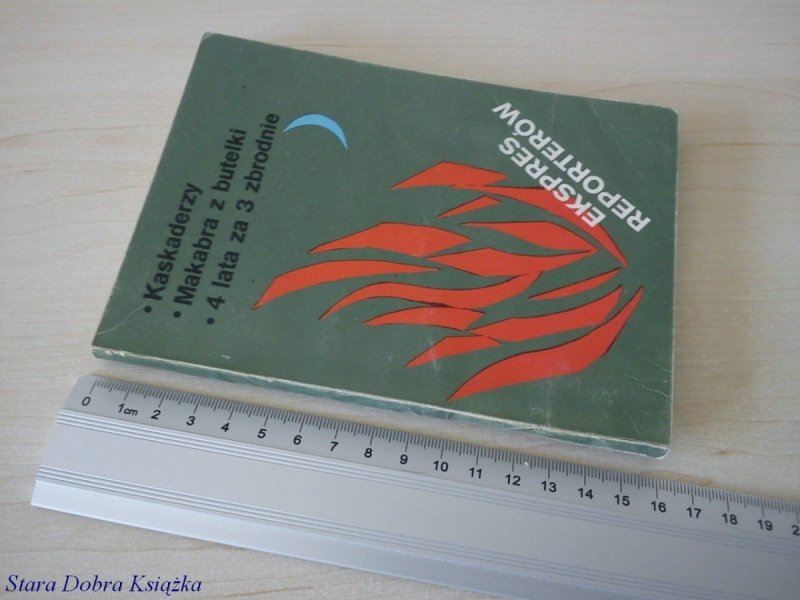 EKSPRES
REPORTERÓW
• Kaskaderzy
• Makabra z butelki
• 4 lata za 3 zbrodnie
0 1cm 2 3 4 5 6 7 8 9 10 11 12 13 14 15 16 17 18 19 2
Stara Dobra Książka